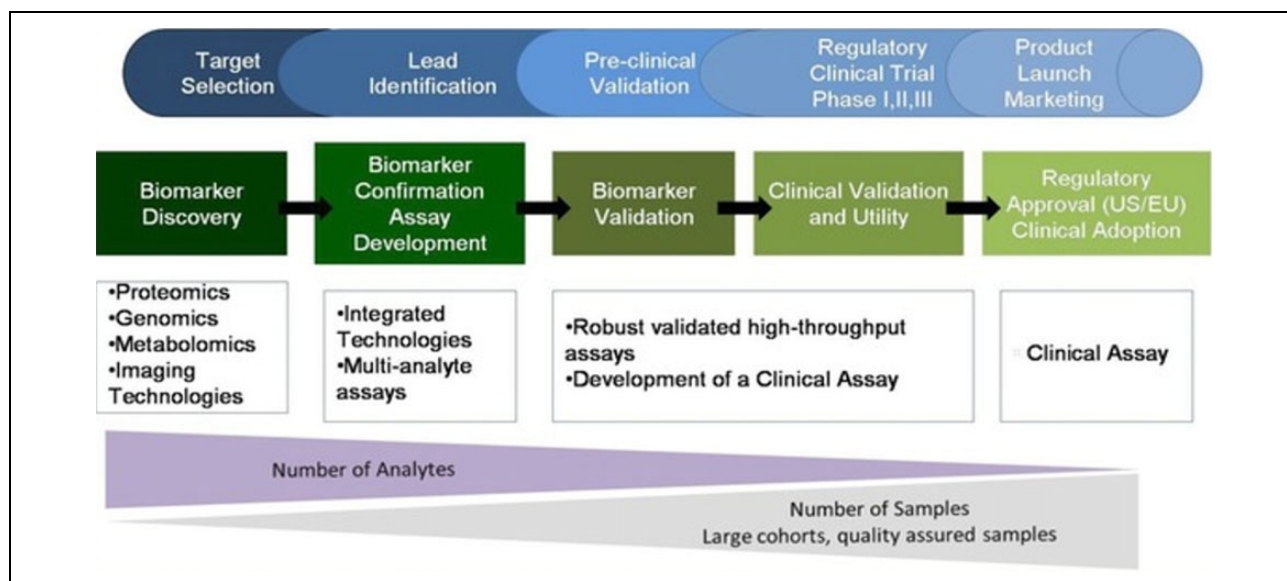 Target
Selection
Lead
Identification
Pre-clinical
Validation
Regulatory
Clinical Trial
Phase I,II,III
Product
Launch
Marketing
Biomarker
Discovery
Biomarker
Confirmation
Assay
Development
Biomarker
Validation
Clinical Validation
and Utility
Regulatory
Approval (US/EU)
Clinical Adoption
•Proteomics
•Genomics
•Metabolomics
•Imaging
Technologies
•Integrated
Technologies
•Multi-analyte
assays
•Robust validated high-throughput
assays
•Development of a Clinical Assay
Clinical Assay
Number of Analytes
Number of Samples
Large cohorts, quality assured samples